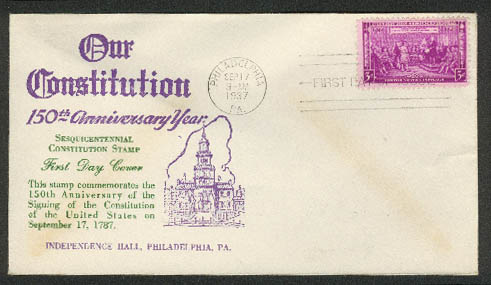 Our
Constitution
150th Anniversary Year
SESQUICENTENNIAL
CONSTITUTION STAMP
First Day Cover
This stamp commemorates the
150th Anniversary of the
Signing of the Constitution
of the United States on
September 17, 1787.
INDEPENDENCE HALL, PHILADELPHIA, PA.
PHILADELPHIA
SEP 17
1937
PA.
FIRST DAY
3¢ 3¢